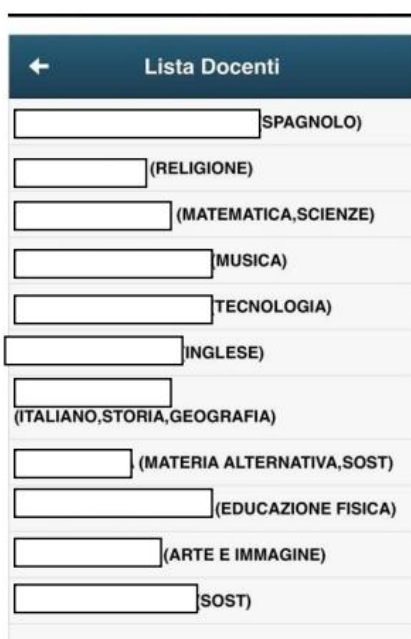 Lista Docenti
SPAGNOLO)
(RELIGIONE)
(MATEMATICA,SCIENZE)
(MUSICA)
(TECNOLOGIA)
(INGLESE)
(ITALIANO,STORIA,GEOGRAFIA)
(MATERIA ALTERNATIVA,SOST)
(EDUCAZIONE FISICA)
(ARTE E IMMAGINE)
(SOST)